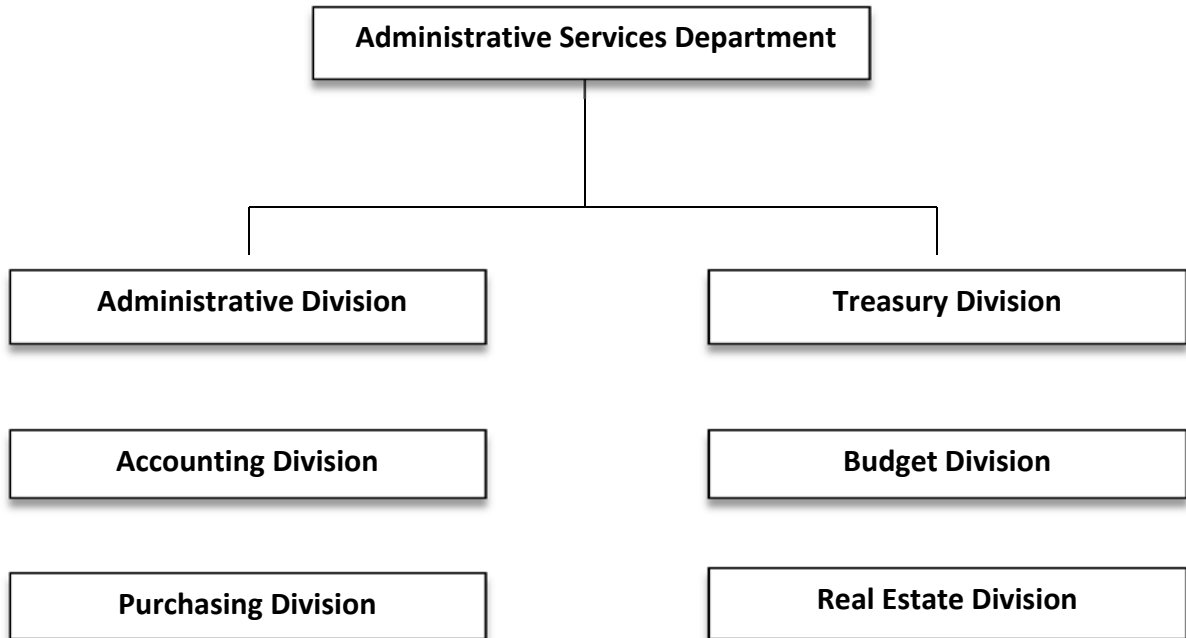 Administrative Services Department
Administrative Division
Treasury Division
Accounting Division
Budget Division
Purchasing Division
Real Estate Division